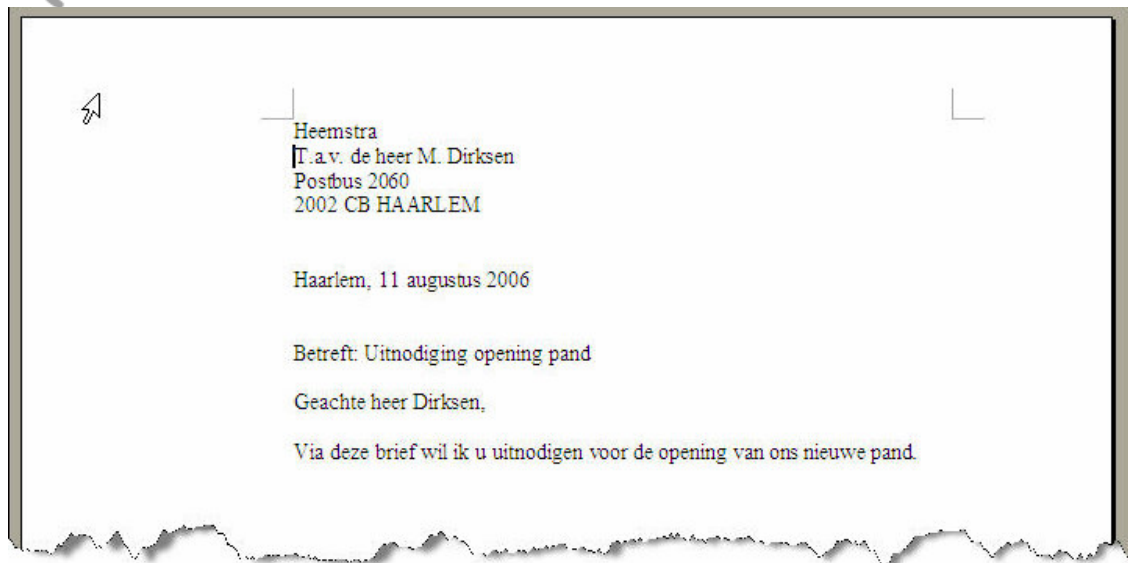 Heemstra
T.a.v. de heer M. Dirksen
Postbus 2060
2002 CB HAARLEM
Haarlem, 11 augustus 2006
Betreft: Uitnodiging opening pand
Geachte heer Dirksen,
Via deze brief wil ik u uitnodigen voor de opening van ons nieuwe pand.